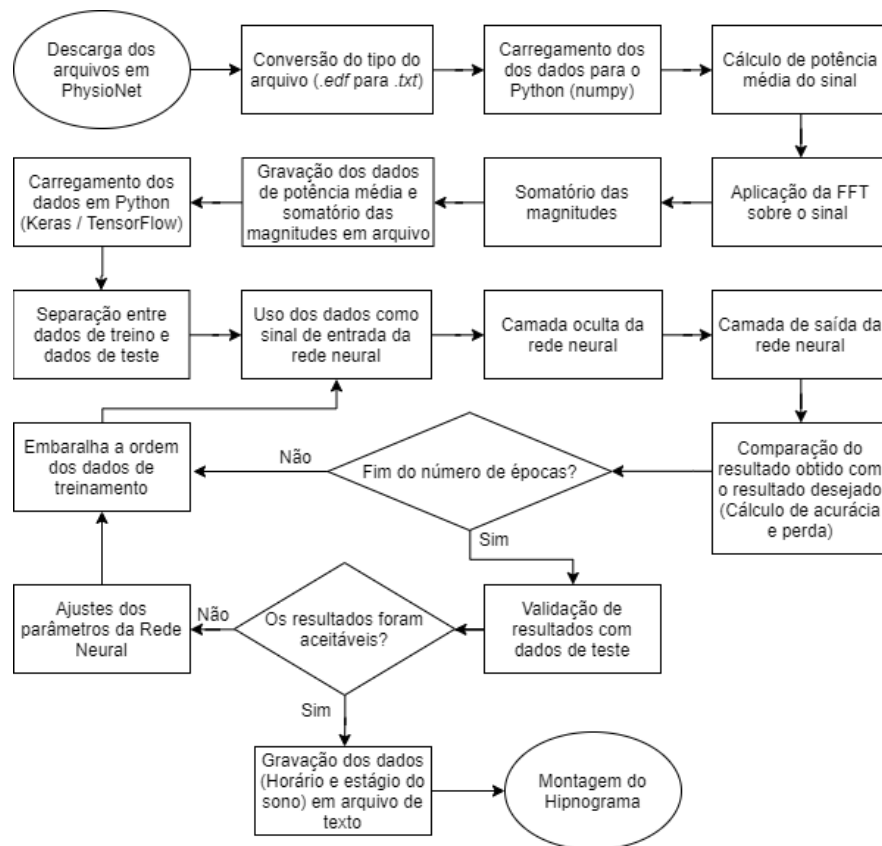 Descarga dos
arquivos em
PhysioNet
Conversão do tipo do
arquivo (.edf para .txt)
Carregamento dos
dos dados para o
Python (numpy)
Cálculo de potência
média do sinal
Carregamento dos
dados em Python
(Keras / TensorFlow)
Gravação dos dados
de potência média e
somatório das
magnitudes em arquivo
Somatório das
magnitudes
Aplicação da FFT
sobre o sinal
Separação entre
dados de treino e
dados de teste
Uso dos dados como
sinal de entrada da
rede neural
Camada oculta da
rede neural
Camada de saída da
rede neural
Embaralha a ordem
dos dados de
treinamento
Não
Fim do número de épocas?
Comparação do
resultado obtido com
o resultado desejado
(Cálculo de acurácia
e perda)
Sim
Ajustes dos
parâmetros da Rede
Neural
Não
Os resultados foram
aceitáveis?
Validação de
resultados com
dados de teste
Sim
Gravação dos dados
(Horário e estágio do
sono) em arquivo de
texto
Montagem do
Hipnograma